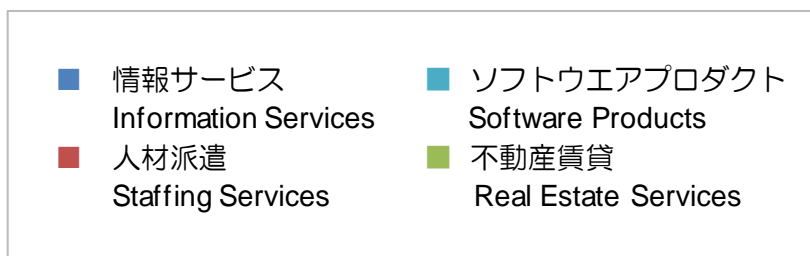 情報サービス
Information Services
人材派遣
Staffing Services
ソフトウエアプロダクト
Software Products
不動産賃貸
Real Estate Services